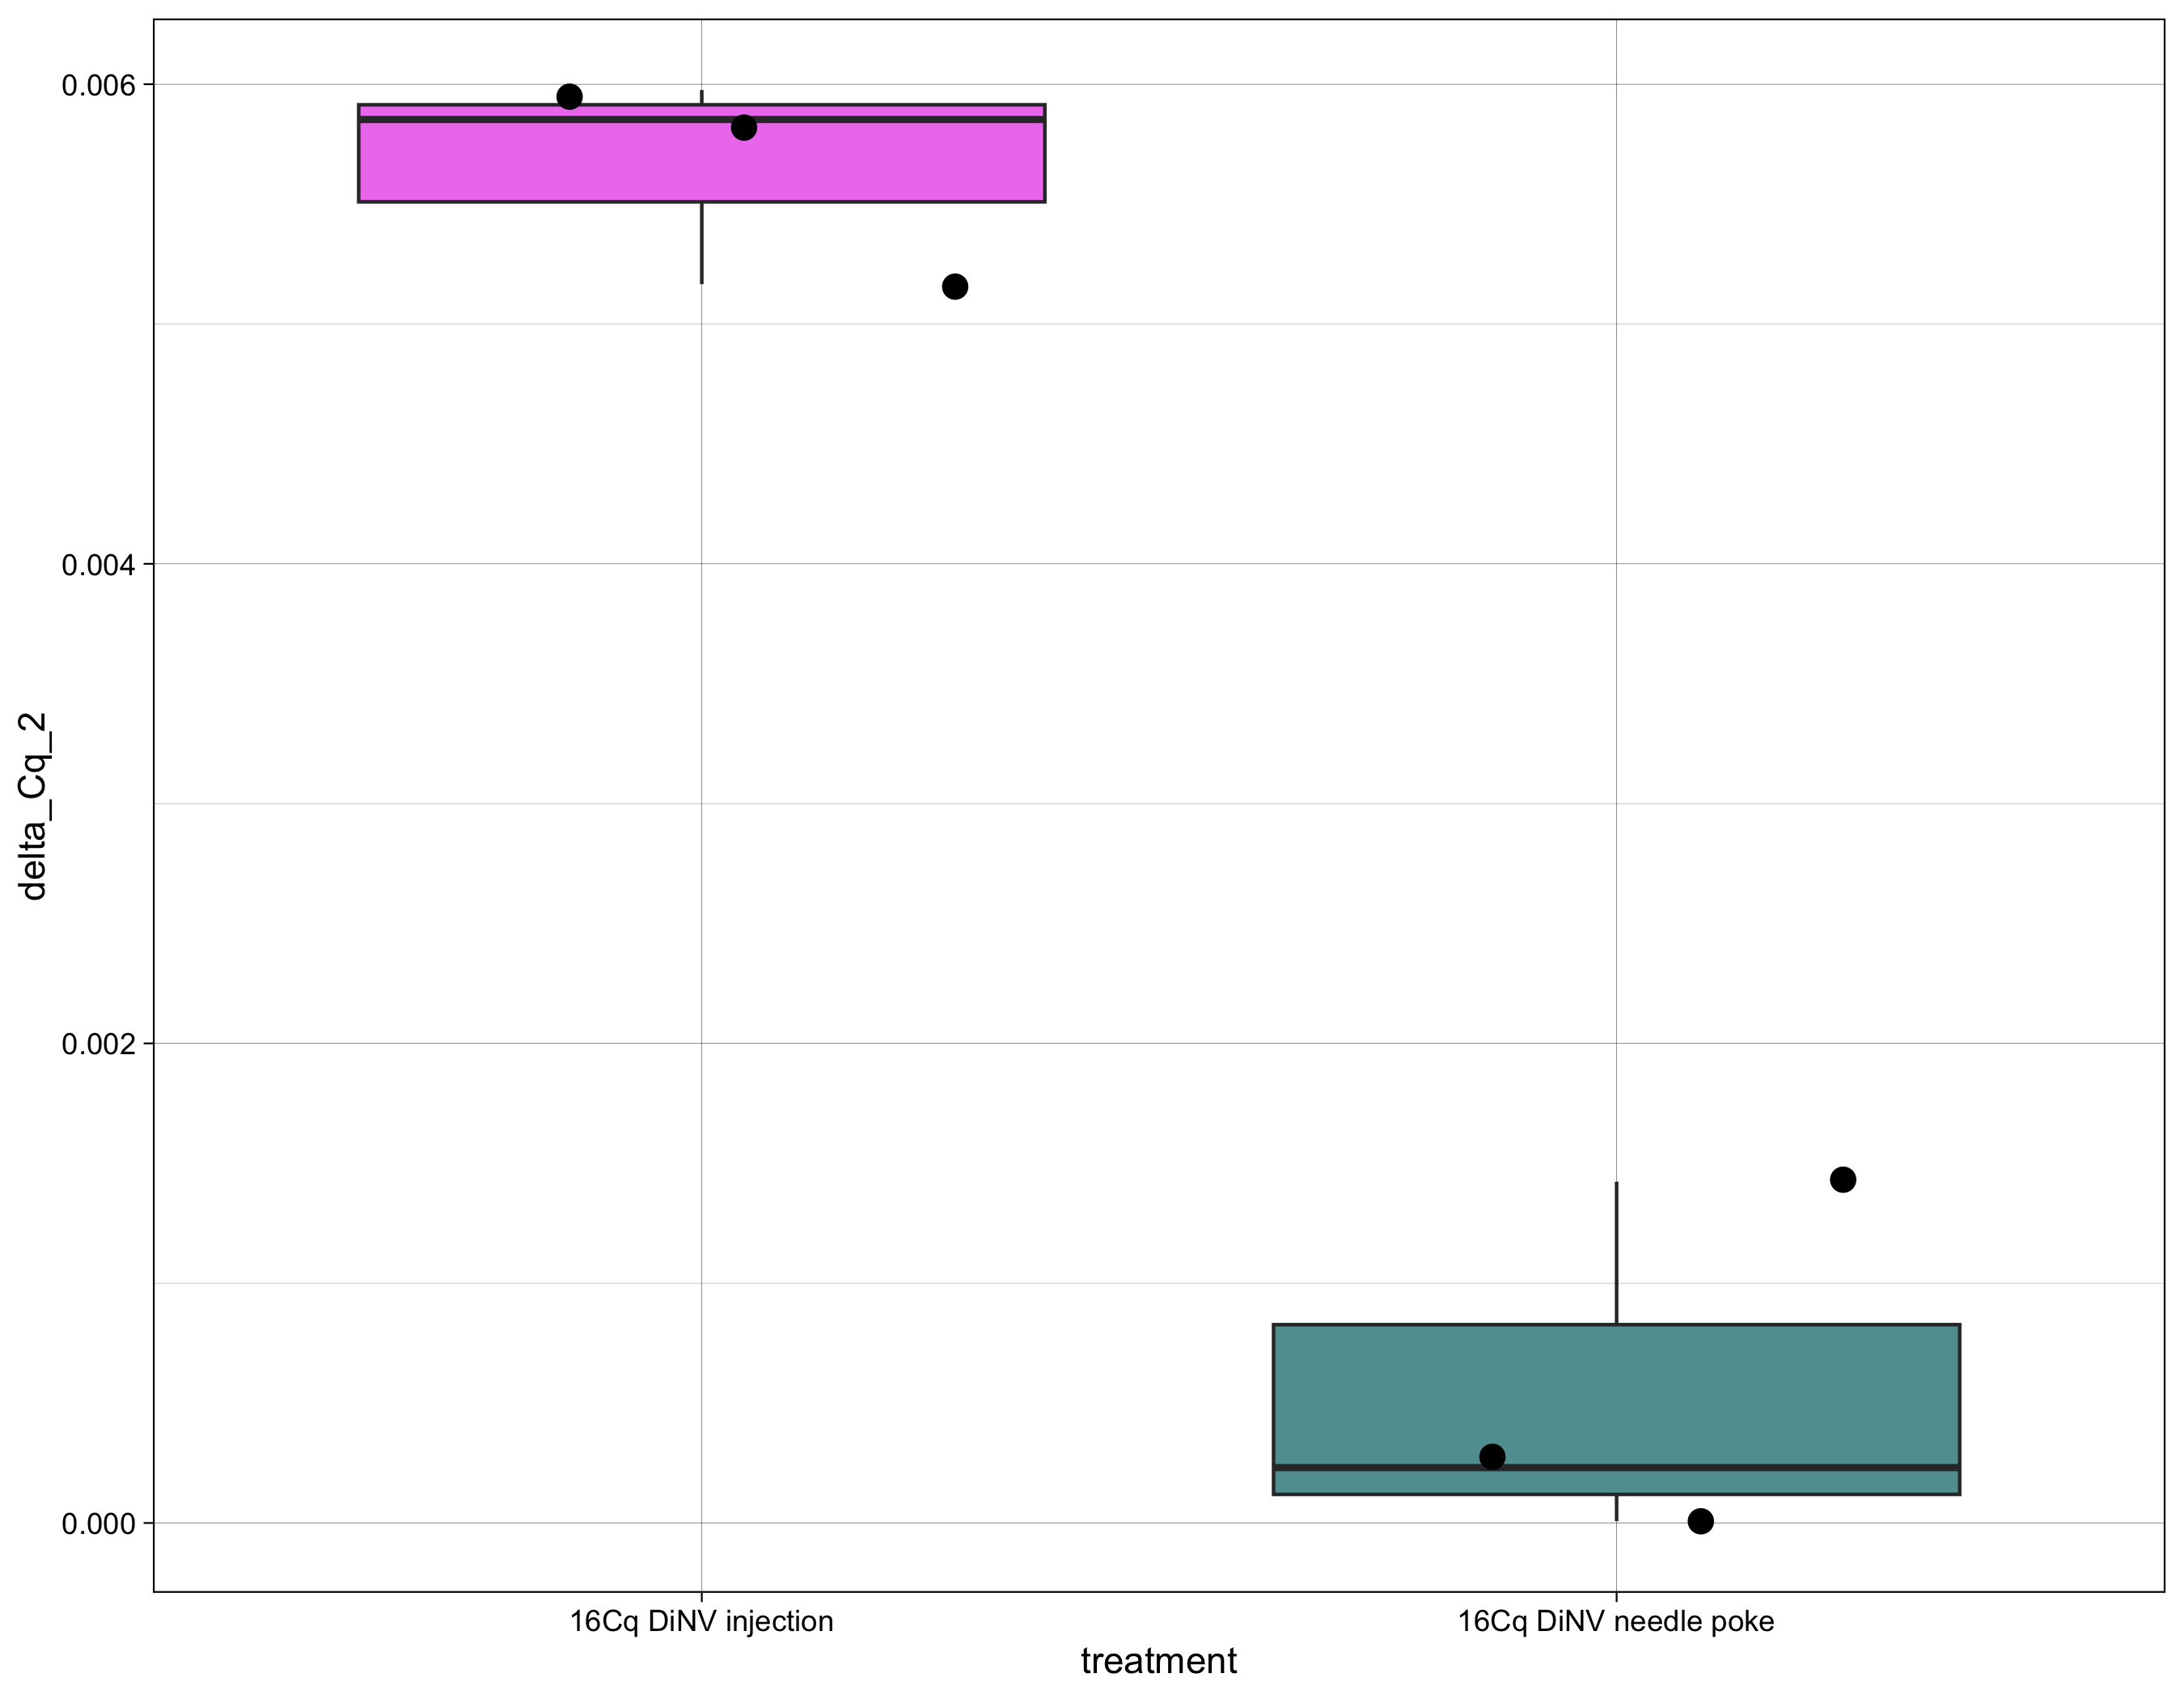 delta_Cq_2
0.006
0.004
0.002
0.000
16Cq DiNV injection
16Cq DiNV needle poke
treatment